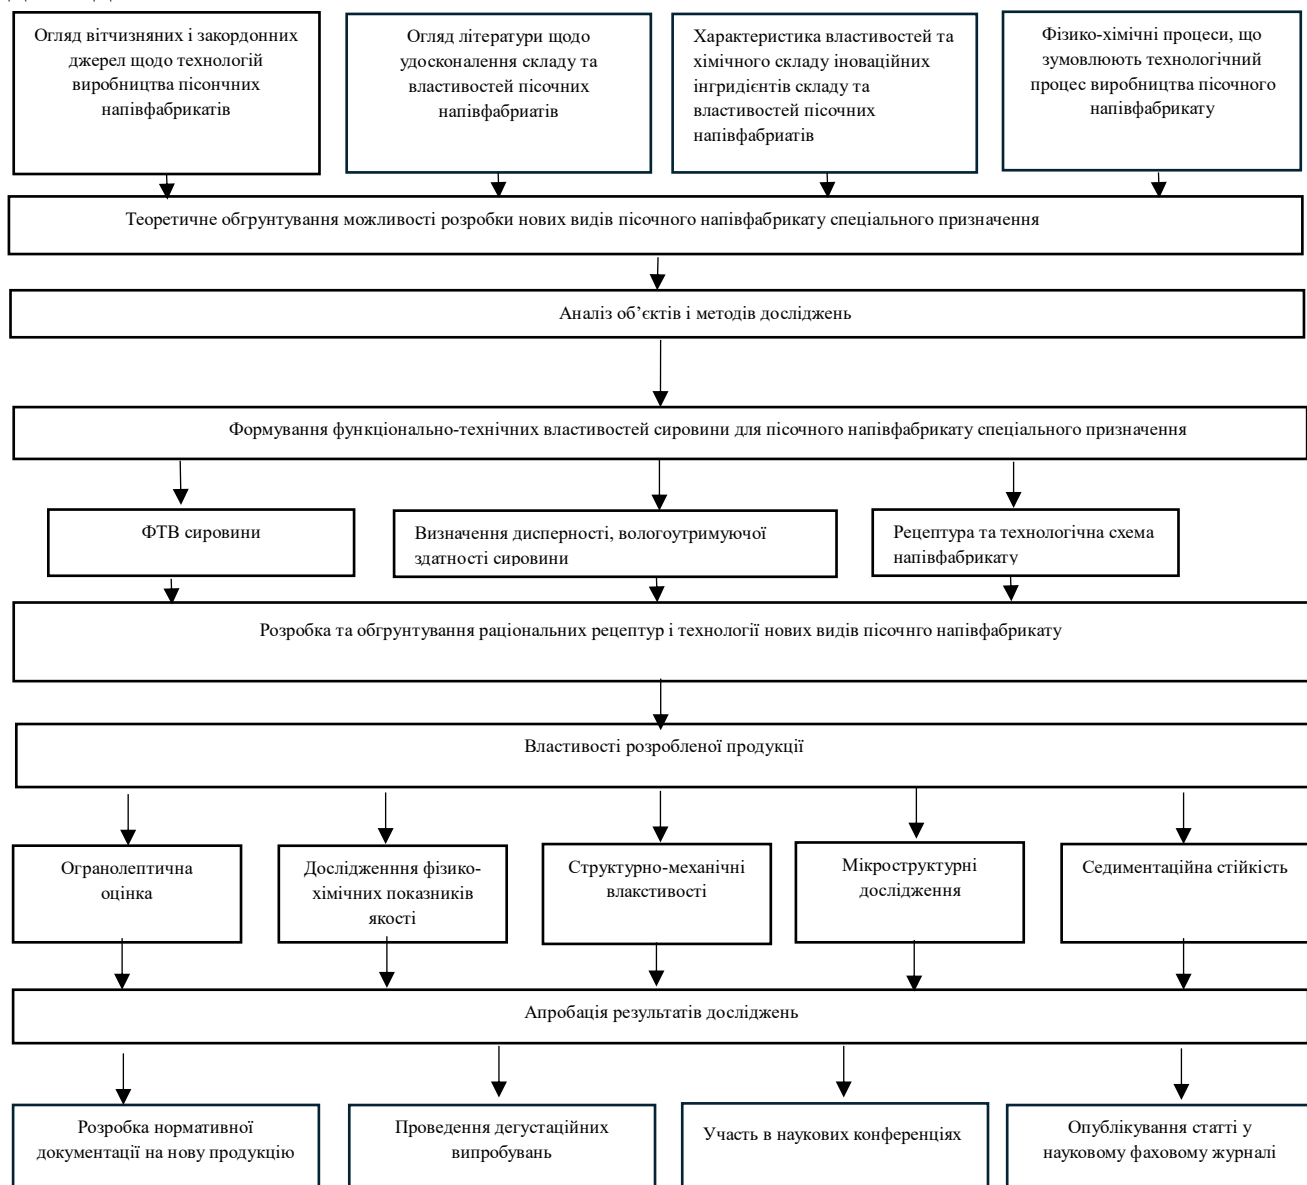 Огляд вітчизняних і закордонних
джерел щодо технологій
виробництва пісончних
напівфабрикатів
Огляд літератури щодо
удосконалення складу та
властивостей пісочних
напівфабриатів
Характеристика властивостей та
хімічного складу іноваційних
інгридієнтів складу та
властивостей пісочних
напівфабриатів
Фізико-хімічні процеси, що
зумовлюють технологічний
процес виробництва пісочного
напівфабрикату
Теоретичне обгрунтування можливості розробки нових видів пісочного напівфабрикату спеціального призначення
Аналіз об’єктів і методів досліджень
Формування функціонально-технічних властивостей сировини для пісочного напівфабрикату спеціального призначення
ФТВ сировини
Визначення дисперності, вологоутримуючої
здатності сировини
Рецептура та технологічна схема
напівфабрикату
Розробка та обгрунтування раціональних рецептур і технології нових видів пісочнго напівфабрикату
Властивості розробленої продукції
Огранолептична
оцінка
Дослідженння фізико-
хімічних показників
якості
Структурно-механічні
влакстивості
Мікроструктурні
дослідження
Седиментаційна стійкість
Апробація результатів досліджень
Розробка нормативної
документації на нову продукцію
Проведення дегустаційних
випробувань
Участь в наукових конференціях
Опублікування статті у
науковому фаховому журналі